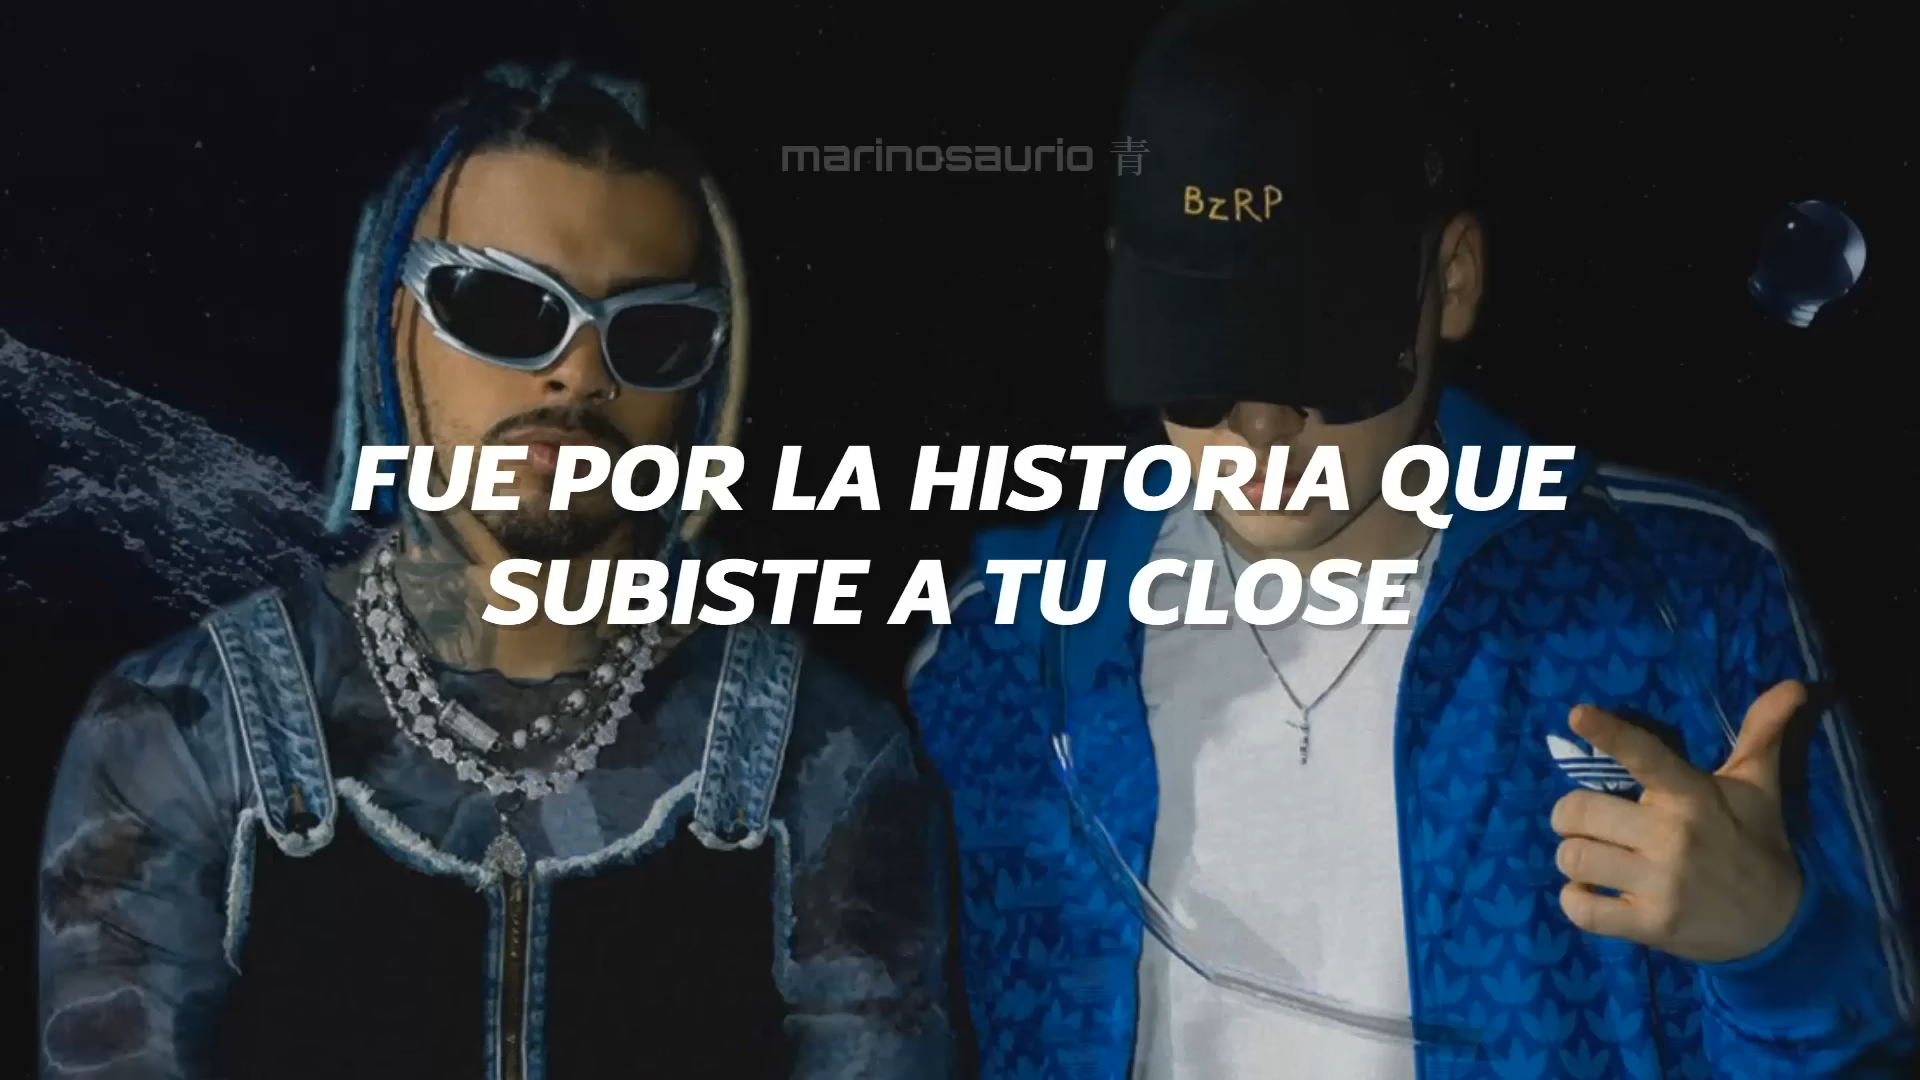 marinosaurio 青
BZRP
FUE POR LA HISTORIA QUE
SUBISTE A TU CLOSE